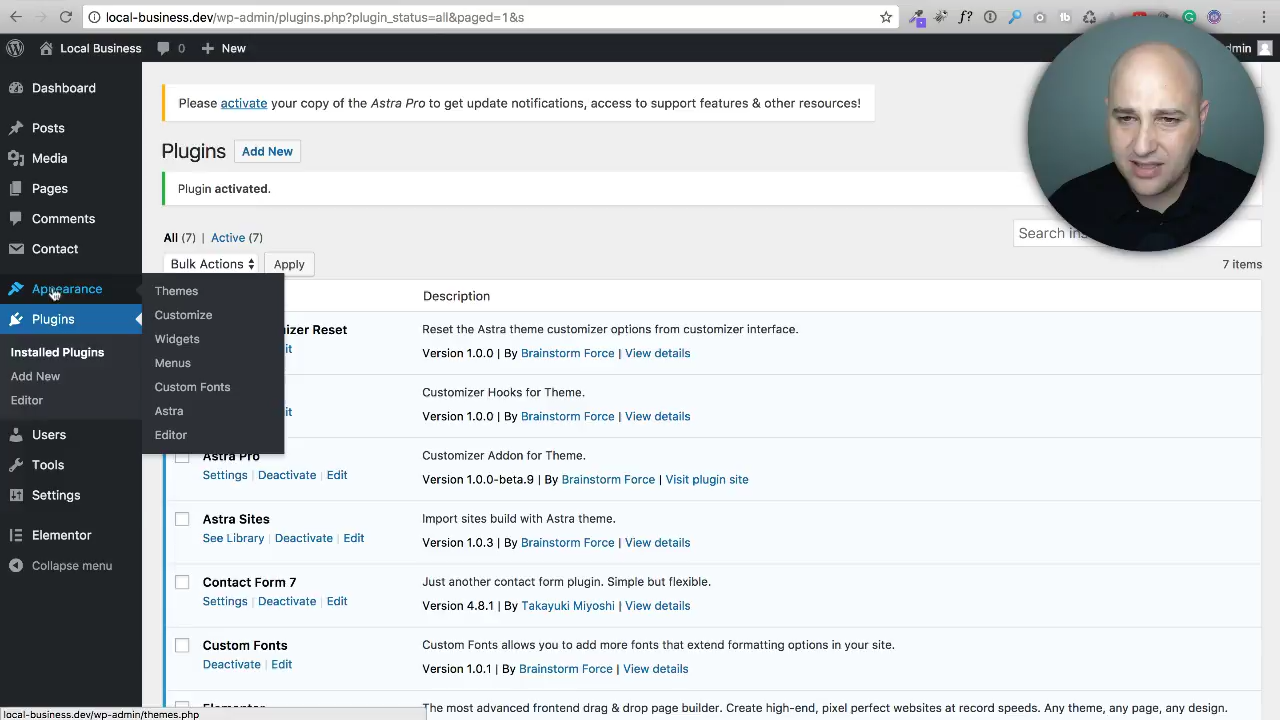 local-business.dev/wp-admin/plugins.php?plugin_status=all&paged=1&s
Local Business
0
New
Dashboard
Posts
Media
Pages
Comments
Contact
Appearance
Plugins
Installed Plugins
Add New
Editor
Users
Tools
Settings
Elementor
Collapse menu
Themes
Customize
Widgets
Menus
Custom Fonts
Astra
Editor
Please activate your copy of the Astra Pro to get update notifications, access to support features & other resources!
Plugins Add New
Plugin activated.
All (7) | Active (7)
Bulk Actions Apply
7 items
Description
Reset the Astra theme customizer options from customizer interface.
Version 1.0.0 | By Brainstorm Force | View details
Customizer Hooks for Theme.
Version 1.0.0 | By Brainstorm Force | View details
Astra Pro
Settings | Deactivate | Edit
Customizer Addon for Theme.
Version 1.0.0-beta.9 | By Brainstorm Force | Visit plugin site
Astra Sites
See Library | Deactivate | Edit
Import sites build with Astra theme.
Version 1.0.3 | By Brainstorm Force | View details
Contact Form 7
Settings | Deactivate | Edit
Just another contact form plugin. Simple but flexible.
Version 4.8.1 | By Takayuki Miyoshi | View details
Custom Fonts
Deactivate | Edit
Custom Fonts allows you to add more fonts that extend formatting options in your site.
Version 1.0.1 | By Brainstorm Force | View details
Elementor
The most advanced frontend drag & drop page builder. Create high-end, pixel perfect websites at record speeds. Any theme, any page, any design.
local-business.dev/wp-admin/themes.php